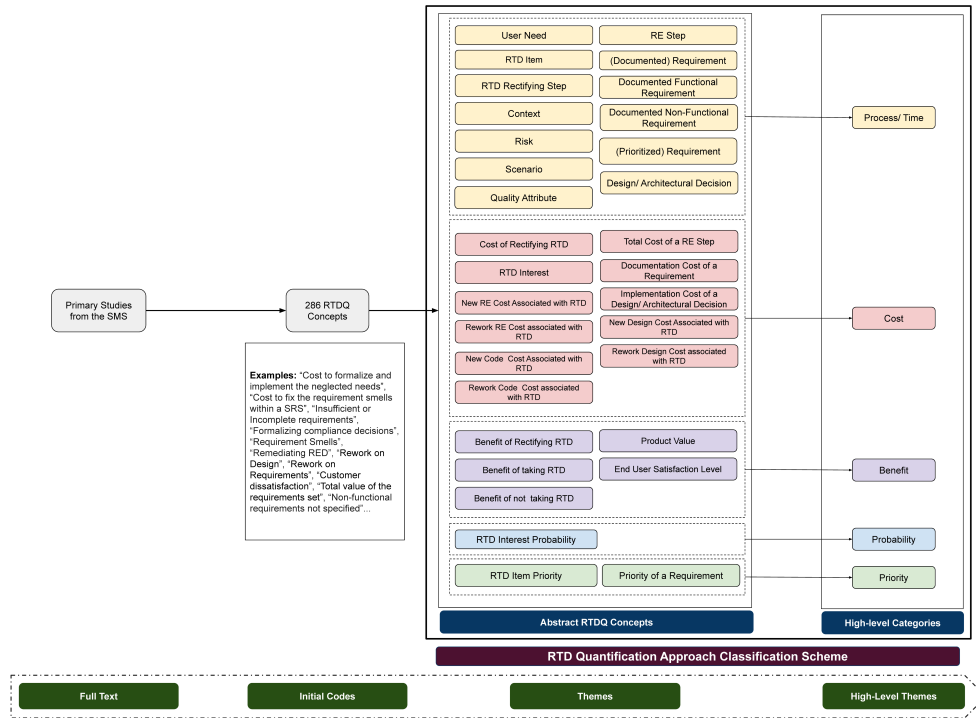 Primary Studies
from the SMS
286 RTDQ
Concepts
Examples: "Cost to formalize and
implement the neglected needs",
"Cost to fix the requirement smells
within a SRS", "Insufficient or
Incomplete requirements",
"Formalizing compliance decisions",
"Requirement Smells",
"Remediating RED", "Rework on
Design", "Rework on
Requirements", "Customer
dissatisfaction", "Total value of the
requirements set", "Non-functional
requirements not specified"...
User Need
RTD Item
RTD Rectifying Step
Context
Risk
Scenario
Quality Attribute
RE Step
(Documented) Requirement
Documented Functional
Requirement
Documented Non-Functional
Requirement
(Prioritized) Requirement
Design/ Architectural Decision
Process/ Time
Cost of Rectifying RTD
RTD Interest
New RE Cost Associated with RTD
Rework RE Cost associated with
RTD
New Code Cost Associated with
RTD
Rework Code Cost associated
with RTD
Total Cost of a RE Step
Documentation Cost of a
Requirement
Implementation Cost of a
Design/ Architectural Decision
New Design Cost Associated with
RTD
Rework Design Cost associated
with RTD
Cost
Benefit of Rectifying RTD
Benefit of taking RTD
Benefit of not taking RTD
Product Value
End User Satisfaction Level
Benefit
RTD Interest Probability
Probability
RTD Item Priority
Priority of a Requirement
Priority
Abstract RTDQ Concepts
High-level Categories
RTD Quantification Approach Classification Scheme
Full Text
Initial Codes
Themes
High-Level Themes